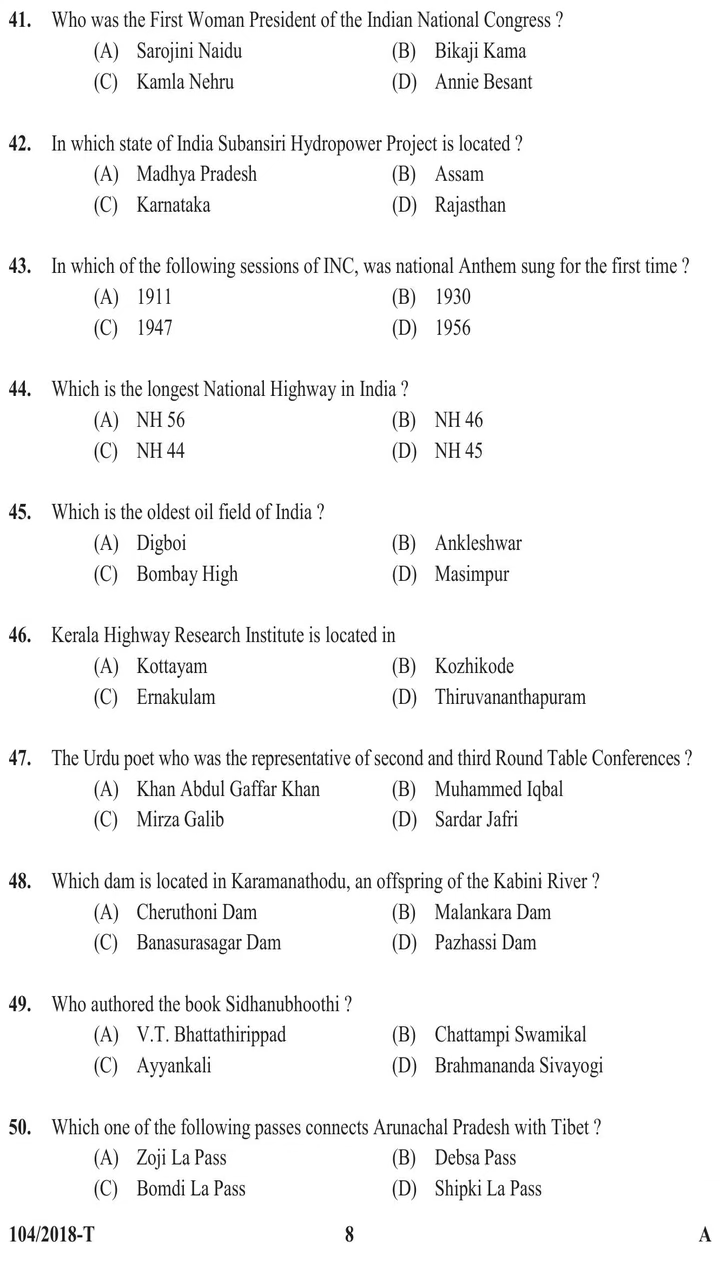 41. Who was the First Woman President of the Indian National Congress ?
(A) Sarojini Naidu (B) Bikaji Kama
(C) Kamla Nehru (D) Annie Besant
42. In which state of India Subansiri Hydropower Project is located ?
(A) Madhya Pradesh (B) Assam
(C) Karnataka (D) Rajasthan
43. In which of the following sessions of INC, was national Anthem sung for the first time ?
(A) 1911 (B) 1930
(C) 1947 (D) 1956
44. Which is the longest National Highway in India ?
(A) NH 56 (B) NH 46
(C) NH 44 (D) NH 45
45. Which is the oldest oil field of India ?
(A) Digboi (B) Ankleshwar
(C) Bombay High (D) Masimpur
46. Kerala Highway Research Institute is located in
(A) Kottayam (B) Kozhikode
(C) Ernakulam (D) Thiruvananthapuram
47. The Urdu poet who was the representative of second and third Round Table Conferences ?
(A) Khan Abdul Gaffar Khan (B) Muhammed Iqbal
(C) Mirza Galib (D) Sardar Jafri
48. Which dam is located in Karamanathodu, an offspring of the Kabini River ?
(A) Cheruthoni Dam (B) Malankara Dam
(C) Banasurasagar Dam (D) Pazhassi Dam
49. Who authored the book Sidhanubhoothi ?
(A) V.T. Bhattathirippad (B) Chattampi Swamikal
(C) Ayyankali (D) Brahmananda Sivayogi
50. Which one of the following passes connects Arunachal Pradesh with Tibet ?
(A) Zoji La Pass (B) Debsa Pass
(C) Bomdi La Pass (D) Shipki La Pass
104/2018-T 8 A